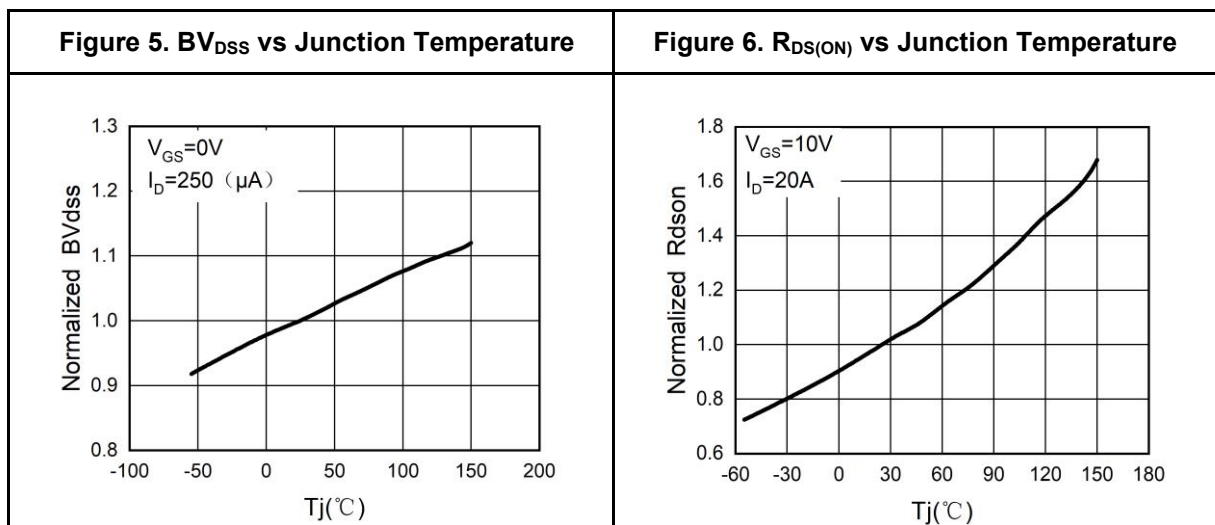 Figure 5. BVDSS vs Junction Temperature
Figure 6. RDS(ON) vs Junction Temperature
1.3
1.2
1.1
1.0
0.9
0.8
Normalized BVdss
VGS=0V
ID=250 (μA)
-100 -50 0 50 100 150 200
Tj(℃)
1.8
1.6
1.4
1.2
1.0
0.8
0.6
Normalized Rdson
VGS=10V
ID=20A
-60 -30 0 30 60 90 120 150 180
Tj(℃)